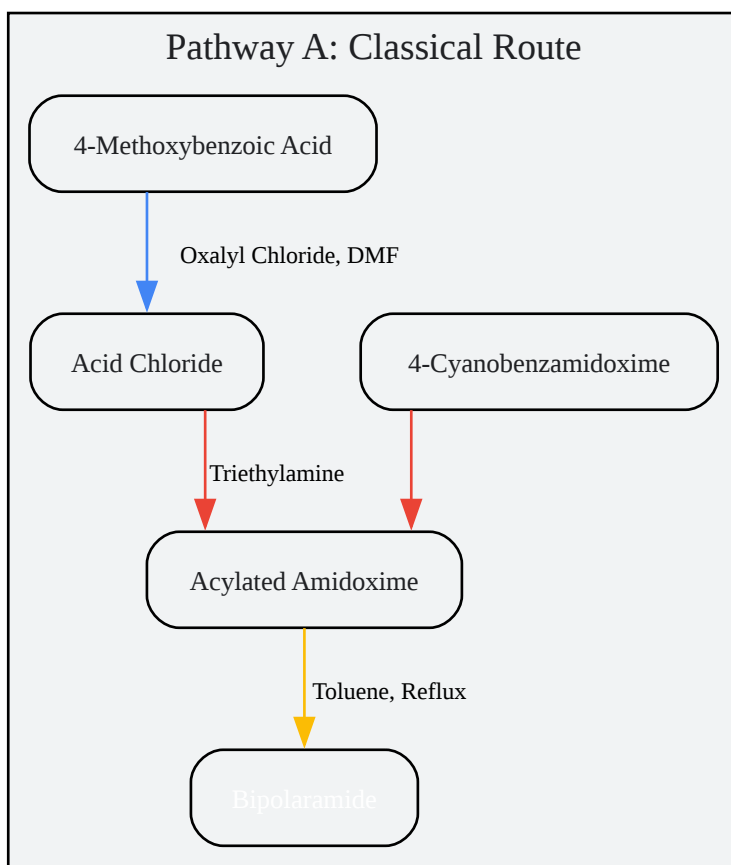 Pathway A: Classical Route
4-Methoxybenzoic Acid
Oxalyl Chloride, DMF
Acid Chloride
4-Cyanobenzamidoxime
Triethylamine
Acylated Amidoxime
Toluene, Reflux
Bipolaramide